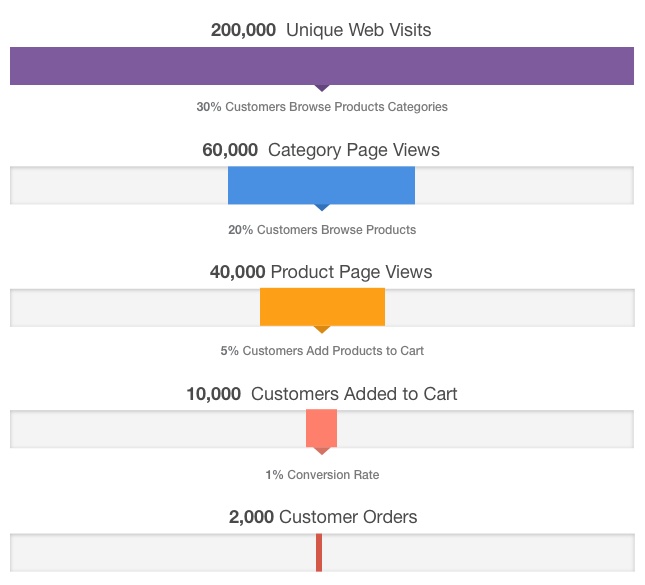 200,000 Unique Web Visits
30% Customers Browse Products Categories
60,000 Category Page Views
20% Customers Browse Products
40,000 Product Page Views
5% Customers Add Products to Cart
10,000 Customers Added to Cart
1% Conversion Rate
2,000 Customer Orders